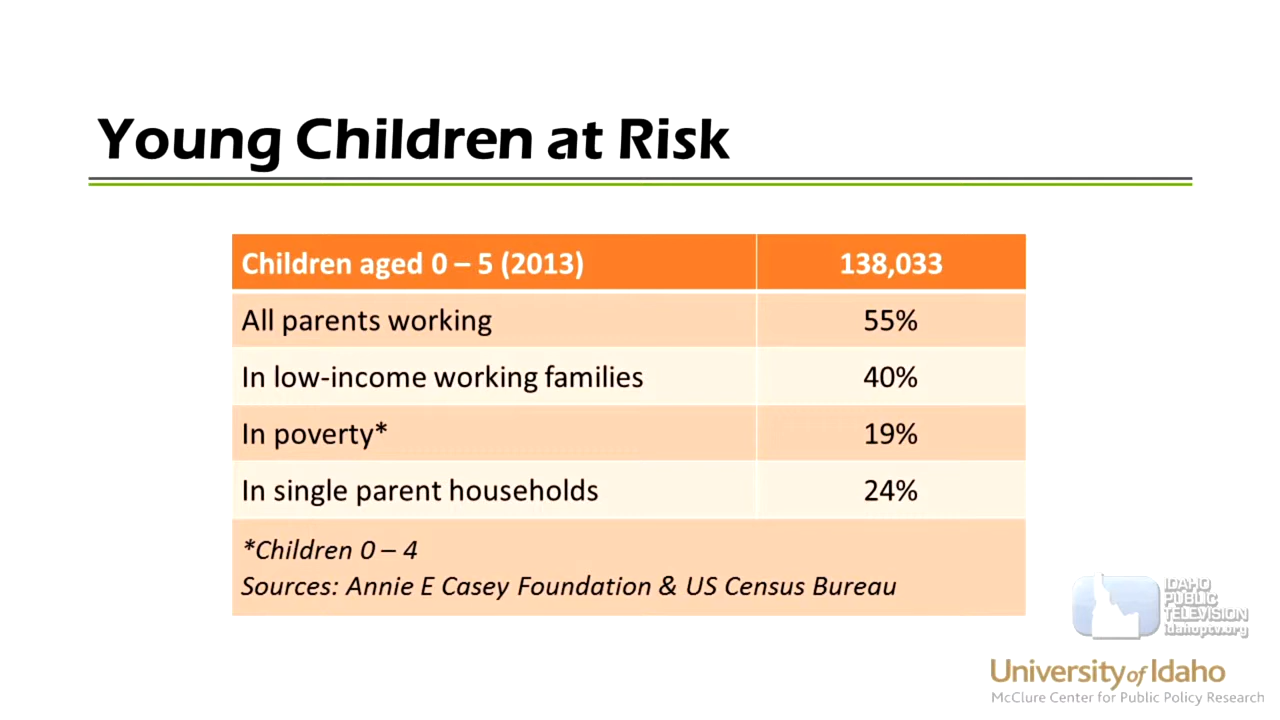 Young Children at Risk
Children aged 0 – 5 (2013) 138,033
All parents working 55%
In low-income working families 40%
In poverty* 19%
In single parent households 24%
*Children 0 – 4
Sources: Annie E Casey Foundation & US Census Bureau
IDAHO
PUBLIC
TELEVISION
idahoptv.org
University of Idaho
McClure Center for Public Policy Research